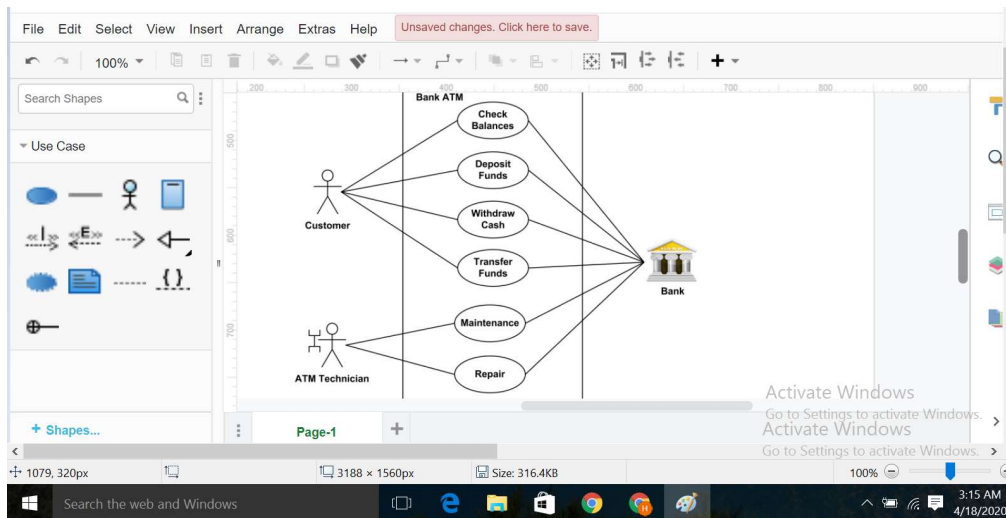 File Edit Select View Insert Arrange Extras Help Unsaved changes. Click here to save.
100%
Search Shapes
200 300 400 500 600 700 800 900
Use Case
500
600
700
Bank ATM
Check
Balances
Deposit
Funds
Customer
Withdraw
Cash
Transfer
Funds
Bank
Maintenance
ATM Technician
Repair
<<I>>
<<E>>
{ }
Activate Windows
Go to Settings to activate Windows.
Activate Windows
Go to Settings to activate Windows.
+ Shapes...
Page-1
1079, 320px
3188 × 1560px
Size: 316.4KB
100%
Search the web and Windows
3:15 AM
4/18/2020